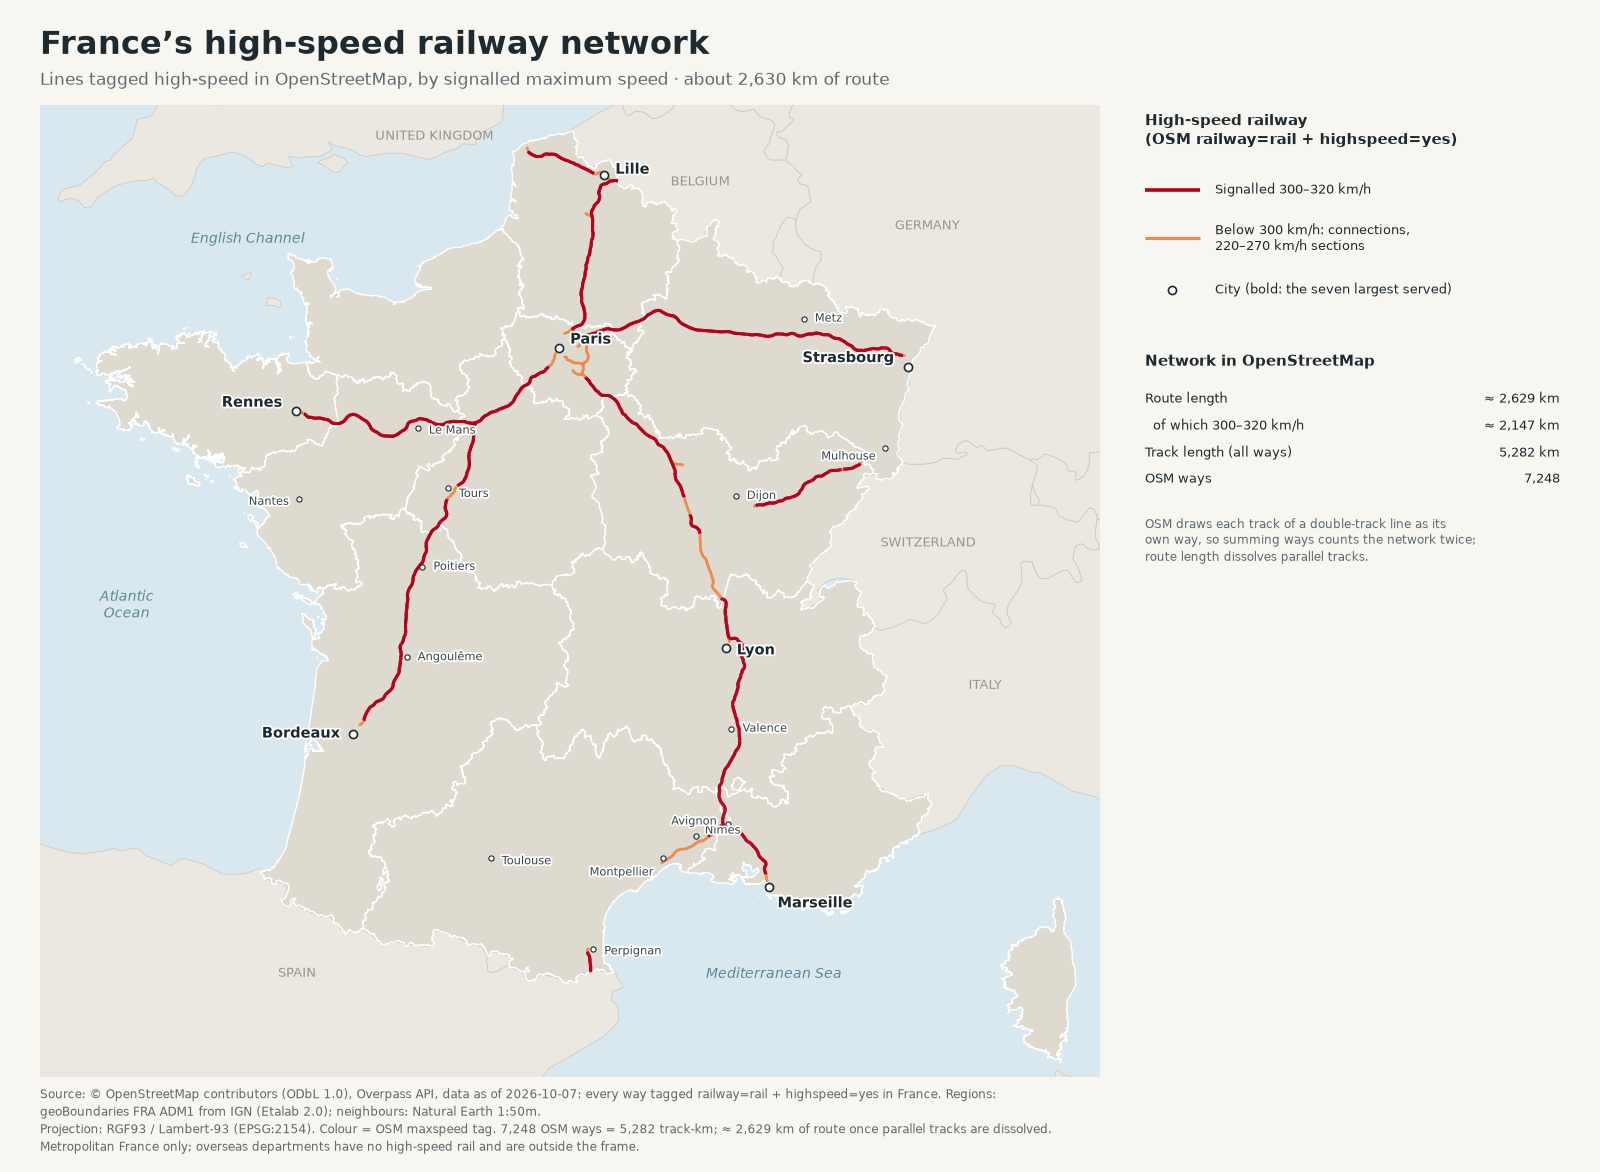 France’s high-speed railway network
Lines tagged high-speed in OpenStreetMap, by signalled maximum speed · about 2,630 km of route
UNITED KINGDOM
Lille
BELGIUM
GERMANY
English Channel
Metz
Paris
Strasbourg
Rennes
Le Mans
Mulhouse
Nantes
Tours
Dijon
SWITZERLAND
Poitiers
Atlantic
Ocean
Angoulême
Lyon
ITALY
Bordeaux
Valence
Avignon
Nîmes
Toulouse
Montpellier
Marseille
Perpignan
SPAIN
Mediterranean Sea
High-speed railway
(OSM railway=rail + highspeed=yes)
Signalled 300–320 km/h
Below 300 km/h: connections,
220–270 km/h sections
City (bold: the seven largest served)
Network in OpenStreetMap
Route length ≈ 2,629 km
of which 300–320 km/h ≈ 2,147 km
Track length (all ways) 5,282 km
OSM ways 7,248
OSM draws each track of a double-track line as its
own way, so summing ways counts the network twice;
route length dissolves parallel tracks.
Source: © OpenStreetMap contributors (ODbL 1.0), Overpass API, data as of 2026-10-07: every way tagged railway=rail + highspeed=yes in France. Regions:
geoBoundaries FRA ADM1 from IGN (Etalab 2.0); neighbours: Natural Earth 1:50m.
Projection: RGF93 / Lambert-93 (EPSG:2154). Colour = OSM maxspeed tag. 7,248 OSM ways = 5,282 track-km; ≈ 2,629 km of route once parallel tracks are dissolved.
Metropolitan France only; overseas departments have no high-speed rail and are outside the frame.